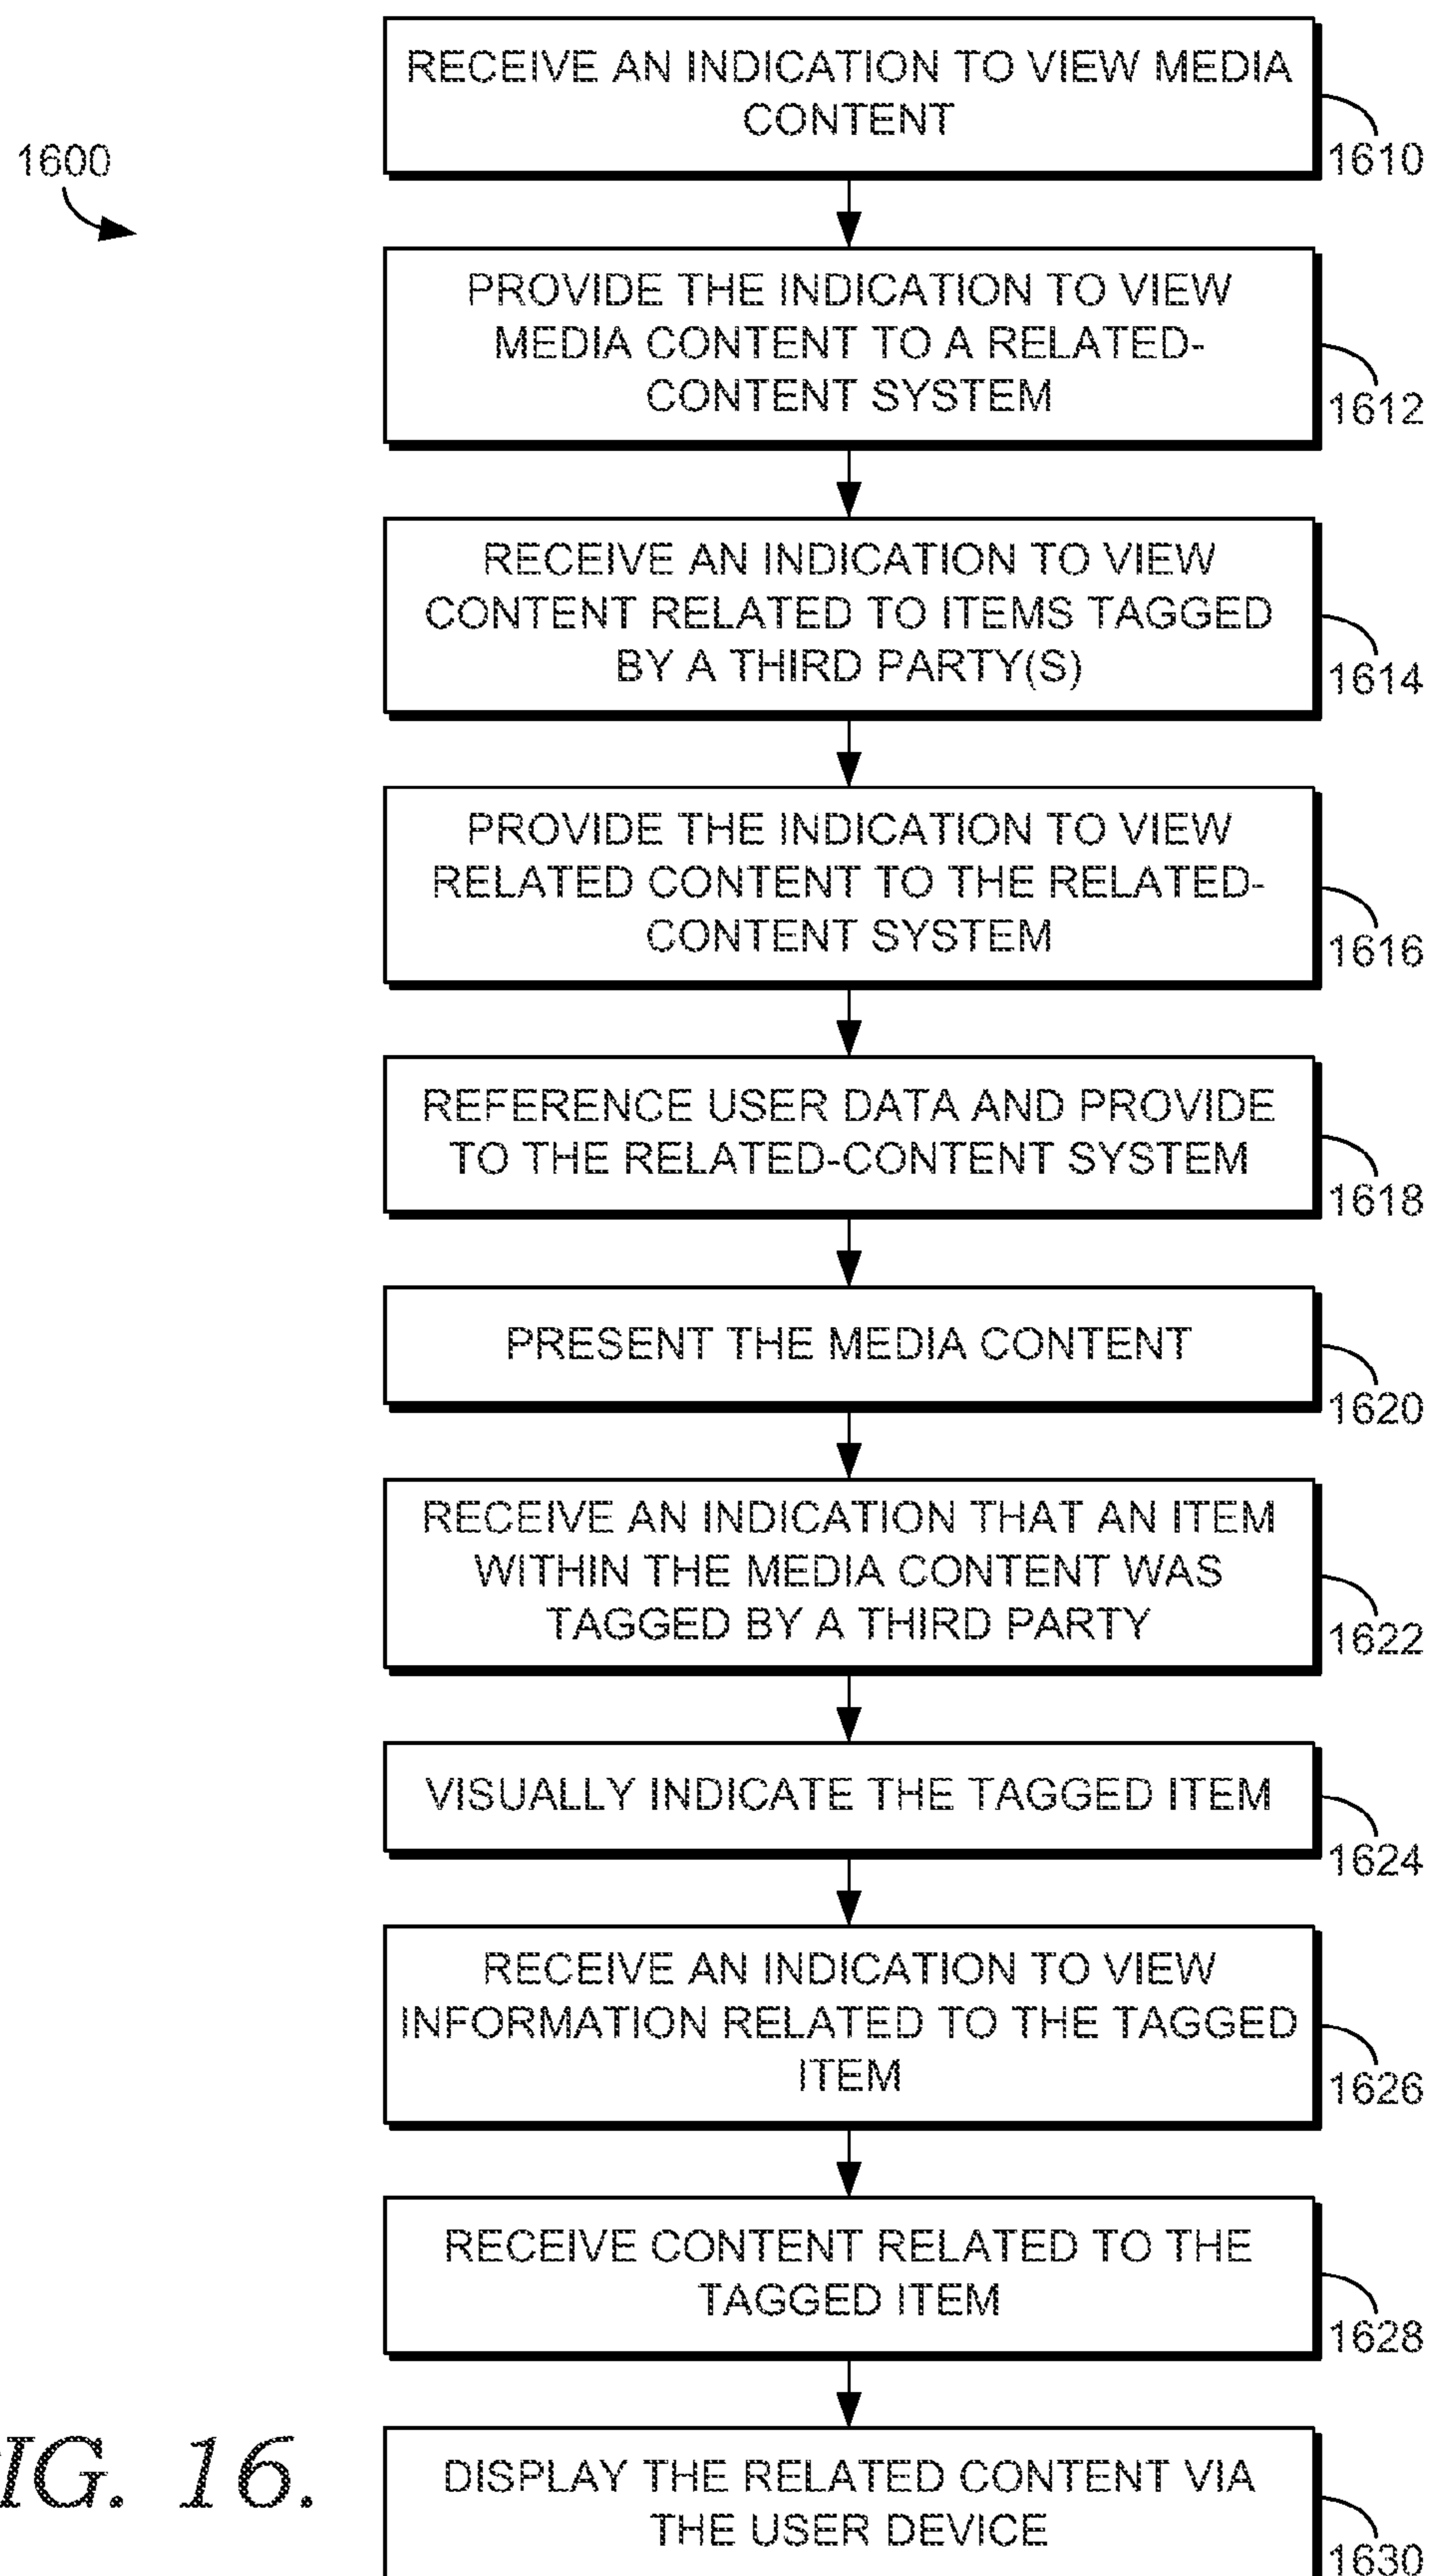 RECEIVE AN INDICATION TO VIEW MEDIA
CONTENT
1610
1600
PROVIDE THE INDICATION TO VIEW
MEDIA CONTENT TO A RELATED-
CONTENT SYSTEM
1612
RECEIVE AN INDICATION TO VIEW
CONTENT RELATED TO ITEMS TAGGED
BY A THIRD PARTY(S)
1614
PROVIDE THE INDICATION TO VIEW
RELATED CONTENT TO THE RELATED-
CONTENT SYSTEM
1616
REFERENCE USER DATA AND PROVIDE
TO THE RELATED-CONTENT SYSTEM
1618
PRESENT THE MEDIA CONTENT
1620
RECEIVE AN INDICATION THAT AN ITEM
WITHIN THE MEDIA CONTENT WAS
TAGGED BY A THIRD PARTY
1622
VISUALLY INDICATE THE TAGGED ITEM
1624
RECEIVE AN INDICATION TO VIEW
INFORMATION RELATED TO THE TAGGED
ITEM
1626
RECEIVE CONTENT RELATED TO THE
TAGGED ITEM
1628
DISPLAY THE RELATED CONTENT VIA
THE USER DEVICE
1630
IG. 16.